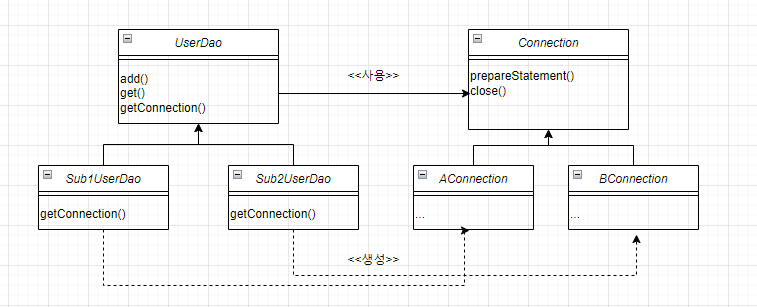 UserDao
add()
get()
getConnection()
<<사용>>
Connection
prepareStatement()
close()
Sub1UserDao
getConnection()
Sub2UserDao
getConnection()
AConnection
...
BConnection
...
<<생성>>